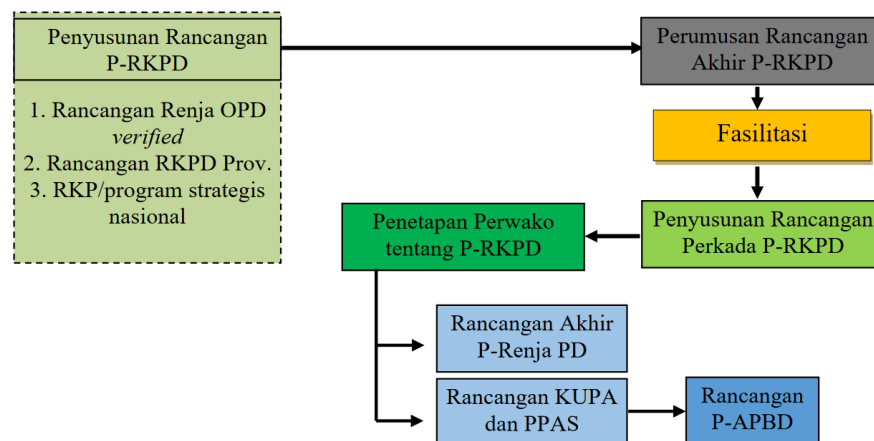 Penyusunan Rancangan
P-RKPD
1. Rancangan Renja OPD
verified
2. Rancangan RKPD Prov.
3. RKP/program strategis
nasional
Perumusan Rancangan
Akhir P-RKPD
Fasilitasi
Penyusunan Rancangan
Perkada P-RKPD
Penetapan Perwako
tentang P-RKPD
Rancangan Akhir
P-Renja PD
Rancangan KUPA
dan PPAS
Rancangan
P-APBD